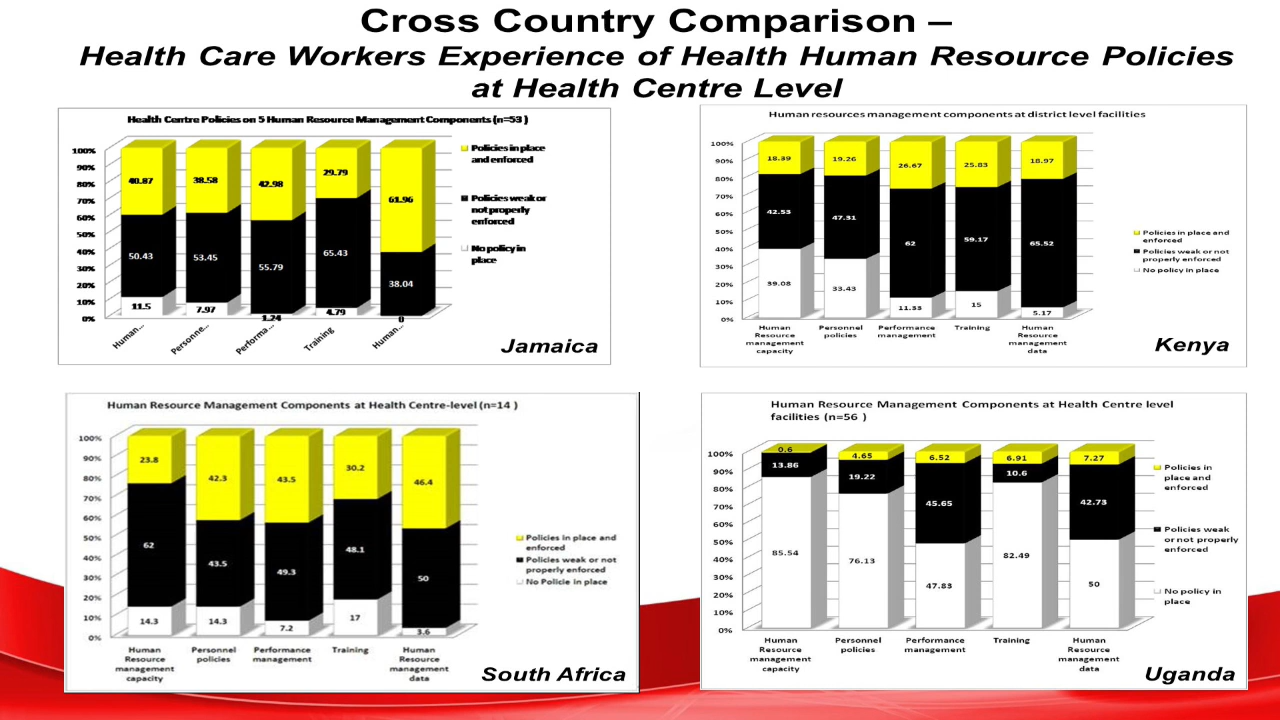 Cross Country Comparison –
Health Care Workers Experience of Health Human Resource Policies
at Health Centre Level
Health Centre Policies on 5 Human Resource Management Components (n=53 )
100%
90%
80%
70%
60%
50%
40%
30%
20%
10%
0%
40.87
38.58
42.98
29.79
61.96
50.43
53.45
55.79
65.43
38.04
11.5
7.97
1.24
4.79
0
Human...
Personne...
Performa...
Training
Human...
Policies in place
and enforced
Policies weak or
not properly
enforced
No policy in
place
Jamaica
Human resources management components at district level facilities
100%
90%
80%
70%
60%
50%
40%
30%
20%
10%
0%
18.39
19.26
26.67
25.83
18.97
42.53
47.31
62
59.17
65.52
39.08
33.43
11.33
15
5.17
Human
Resource
management
capacity
Personnel
policies
Performance
management
Training
Human
Resource
management
data
Policies in place and
enforced
Policies weak or not
properly enforced
No policy in place
Kenya
Human Resource Management Components at Health Centre-level (n=14 )
100%
90%
80%
70%
60%
50%
40%
30%
20%
10%
0%
23.8
42.3
43.5
30.2
46.4
62
43.5
49.3
48.1
50
14.3
14.3
7.2
17
3.6
Human
Resource
management
capacity
Personnel
policies
Performance
management
Training
Human
Resource
management
data
Policies in place and
enforced
Policies weak or not
properly enforced
No Policie in place
South Africa
Human Resource Management Components at Health Centre level
facilities (n=56 )
100%
90%
80%
70%
60%
50%
40%
30%
20%
10%
0%
0.6
4.65
6.52
6.91
7.27
13.86
19.22
45.65
10.6
42.73
85.54
76.13
47.83
82.49
50
Human
Resource
management
capacity
Personnel
policies
Performance
management
Training
Human
Resource
management
data
Policies in
place and
enforced
Policies weak
or not properly
enforced
No policy in
place
Uganda